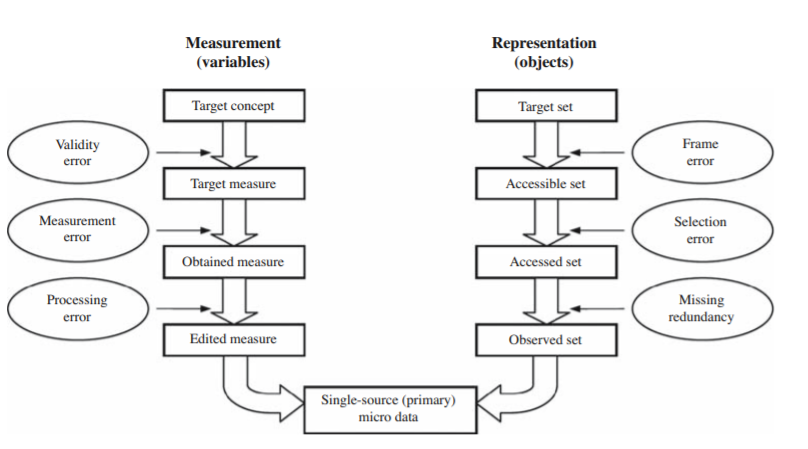 Measurement
(variables)
Representation
(objects)
Target concept
Target set
Validity
error
Frame
error
Target measure
Accessible set
Measurement
error
Selection
error
Obtained measure
Accessed set
Processing
error
Missing
redundancy
Edited measure
Observed set
Single-source (primary)
micro data